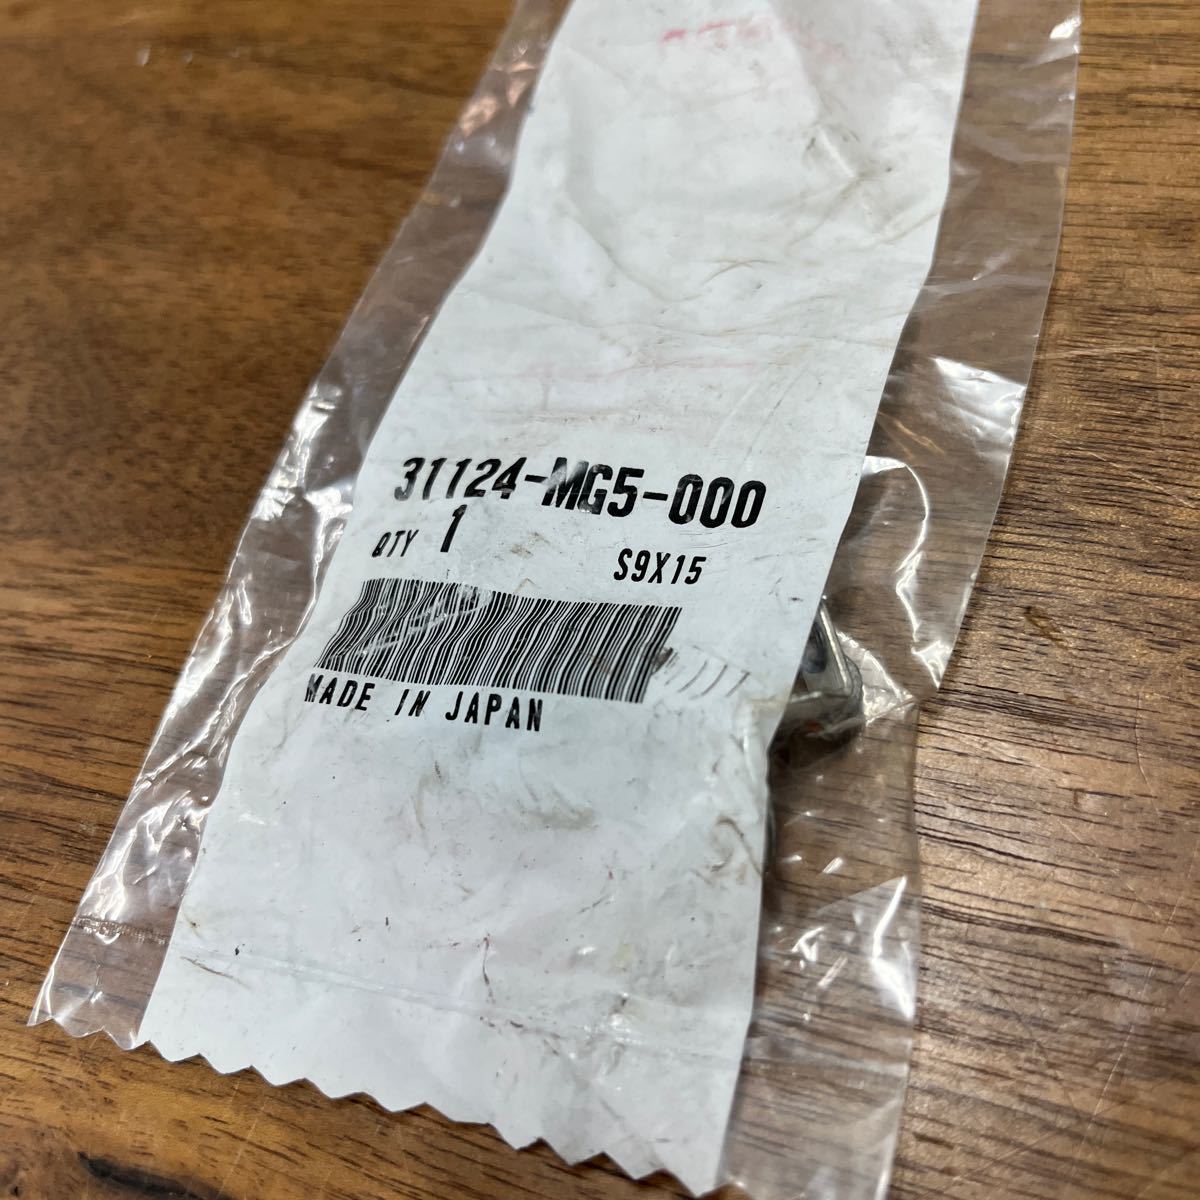 31124-MG5-000
QTY 1 S9X15
MADE IN JAPAN